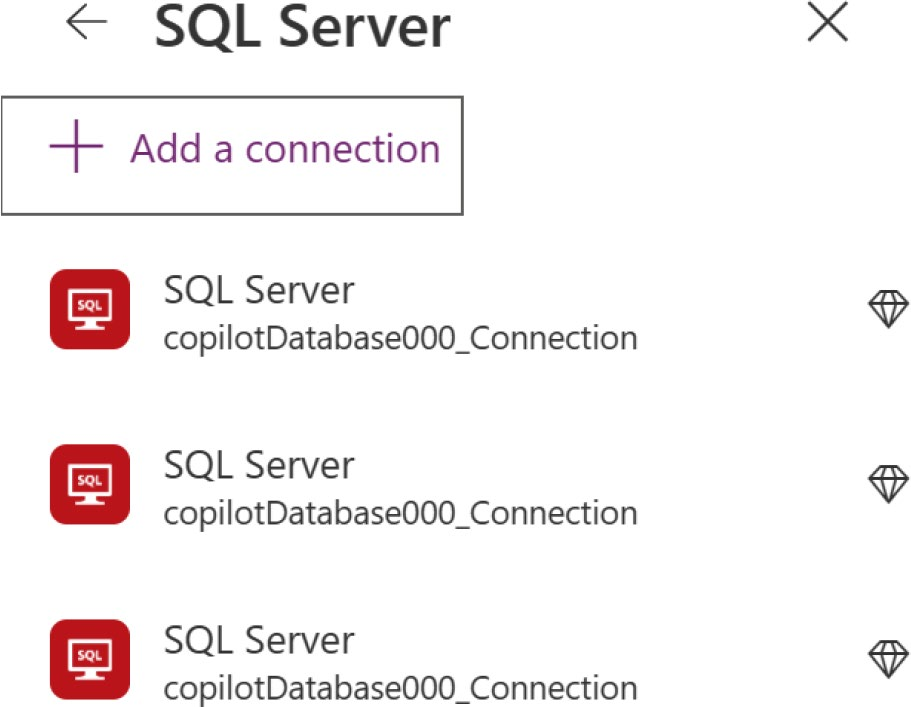 SQL Server
Add a connection
SQL
SQL Server
copilotDatabase000_Connection
SQL
SQL Server
copilotDatabase000_Connection
SQL
SQL Server
copilotDatabase000_Connection